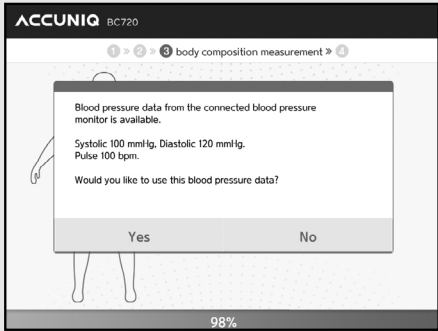 ACCUNIQ BC720
1 » 2 » 3 body composition measurement » 4
Blood pressure data from the connected blood pressure
monitor is available.
Systolic 100 mmHg, Diastolic 120 mmHg.
Pulse 100 bpm.
Would you like to use this blood pressure data?
Yes No
98%